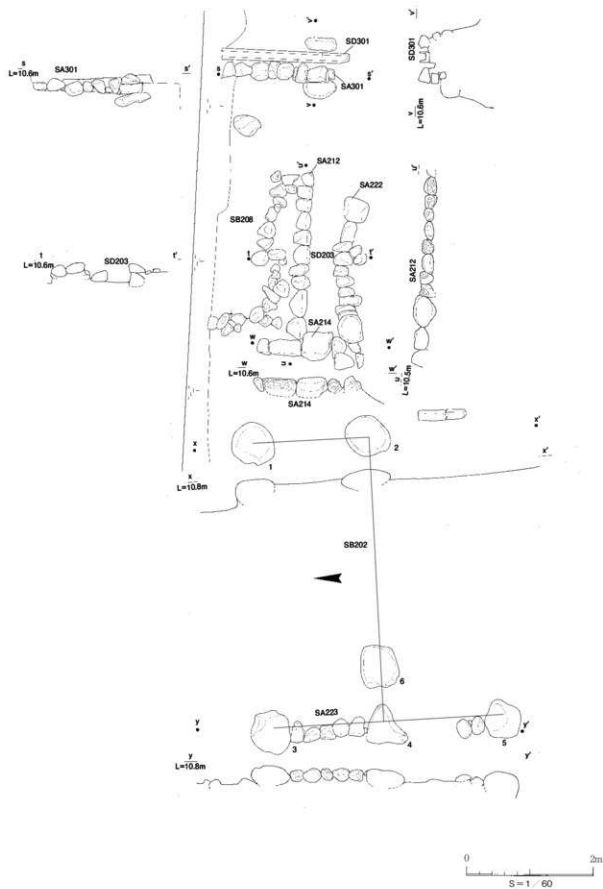 v'
SD301
s
L=10.6m
SA301
s'
s
s'
SA301
v
SD301
v
L=10.6m
u'
SA212
SA222
SB208
t
SD203
t'
t
L=10.6m
SD203
t'
u'
SA212
SA214
w
w'
u
w
L=10.6m
w'
u
L=10.5m
SA214
x
1
2
x'
x
L=10.8m
x'
SB202
6
SA223
y
3
4
5
y'
y
L=10.8m
y'
0
2m
S=1／60